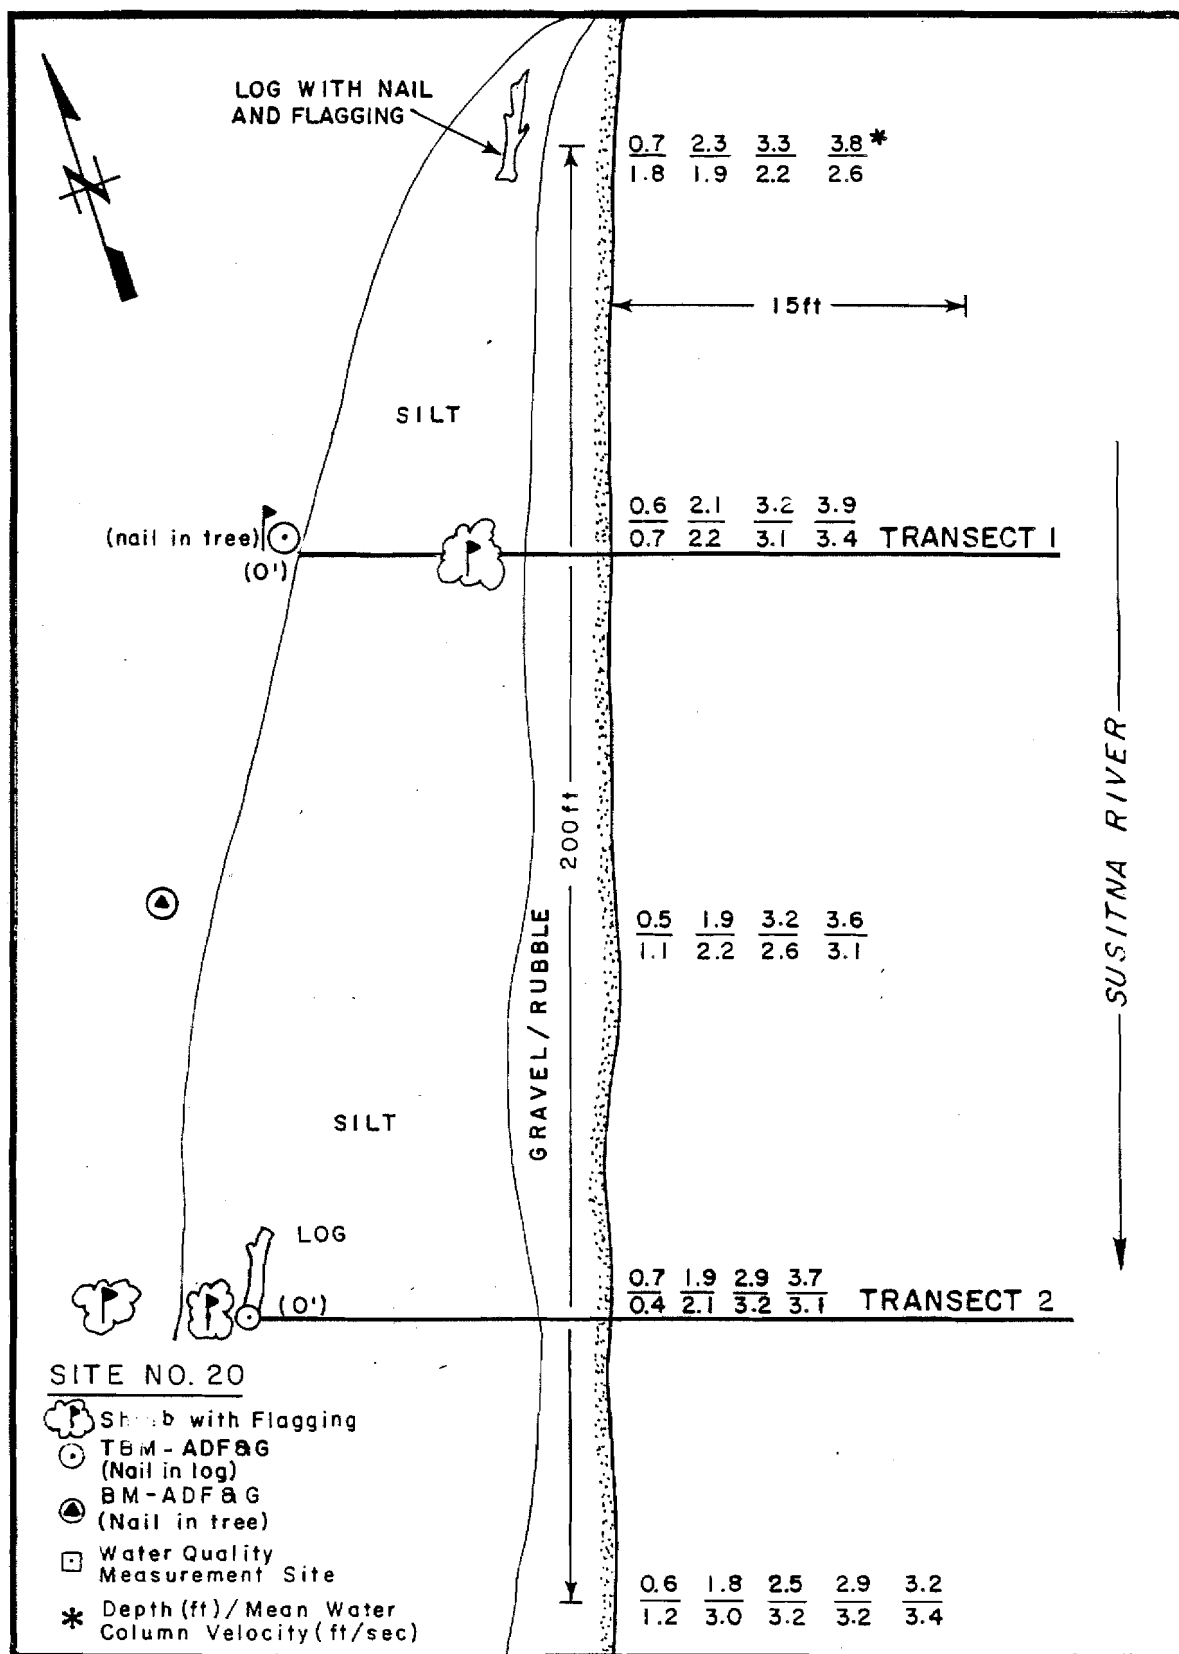 LOG WITH NAIL
AND FLAGGING
0.7 2.3 3.3 3.8*
1.8 1.9 2.2 2.6
15ft
SILT
(nail in tree)
(0')
0.6 2.1 3.2 3.9
0.7 2.2 3.1 3.4
TRANSECT 1
200ft
GRAVEL/RUBBLE
0.5 1.9 3.2 3.6
1.1 2.2 2.6 3.1
SUSITNA RIVER
SILT
LOG
(0')
0.7 1.9 2.9 3.7
0.4 2.1 3.2 3.1
TRANSECT 2
SITE NO. 20
with Flagging
TBM-ADF&G
(Nail in log)
BM-ADF&G
(Nail in tree)
Water Quality
Measurement Site
* Depth (ft) / Mean Water
Column Velocity (ft/sec)
0.6 1.8 2.5 2.9 3.2
1.2 3.0 3.2 3.2 3.4